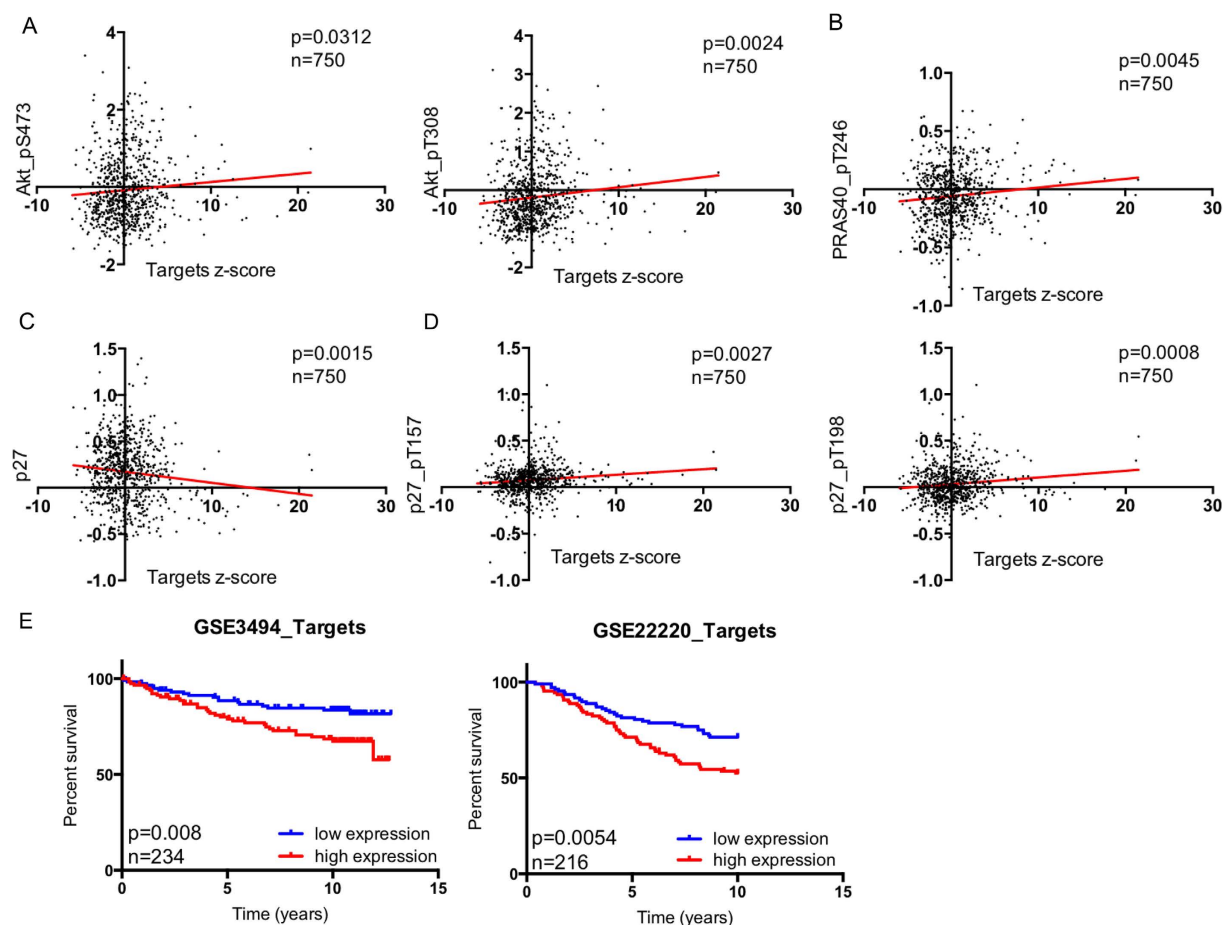 A
Akt_pS473
4
2
-2
-10
0
10
20
30
p=0.0312
n=750
Targets z-score
Akt_pT308
4
3
2
1
-1
-2
-10
0
10
20
30
p=0.0024
n=750
Targets z-score
B
PRAS40_pT246
1.0
0.5
-0.5
-1.0
-10
0
10
20
30
p=0.0045
n=750
Targets z-score
C
p27
1.5
1.0
0.5
-0.5
-1.0
-10
0
10
20
30
p=0.0015
n=750
Targets z-score
D
p27_pT157
1.5
1.0
0.5
-0.5
-1.0
-10
0
10
20
30
p=0.0027
n=750
Targets z-score
p27_pT198
1.5
1.0
0.5
-0.5
-1.0
-10
0
10
20
30
p=0.0008
n=750
Targets z-score
E
GSE3494_Targets
Percent survival
100
50
0
p=0.008
n=234
low expression
high expression
0
5
10
15
Time (years)
GSE22220_Targets
Percent survival
100
50
0
p=0.0054
n=216
low expression
high expression
0
5
10
15
Time (years)